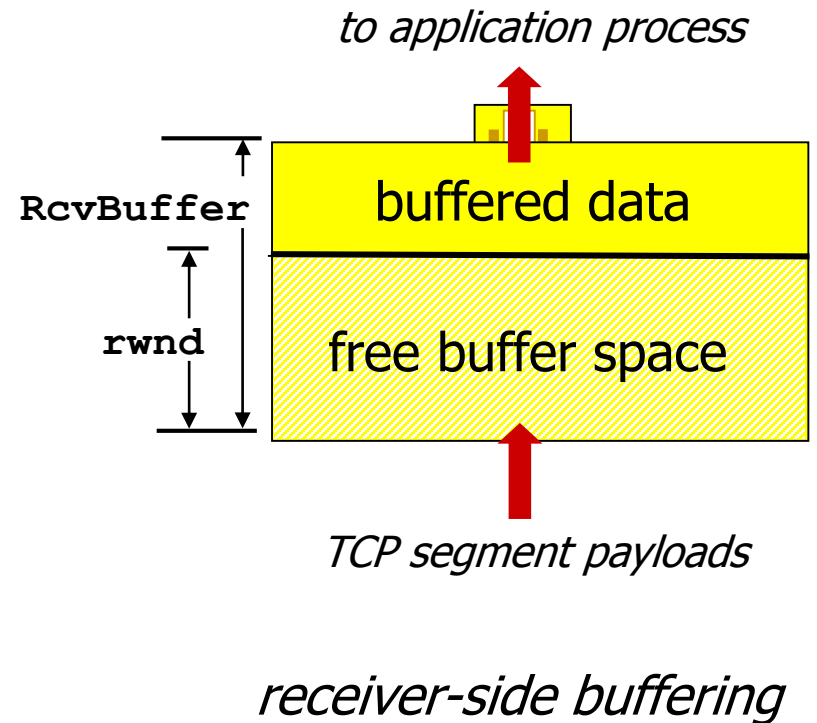 to application process
RcvBuffer
buffered data
rwnd
free buffer space
TCP segment payloads
receiver-side buffering